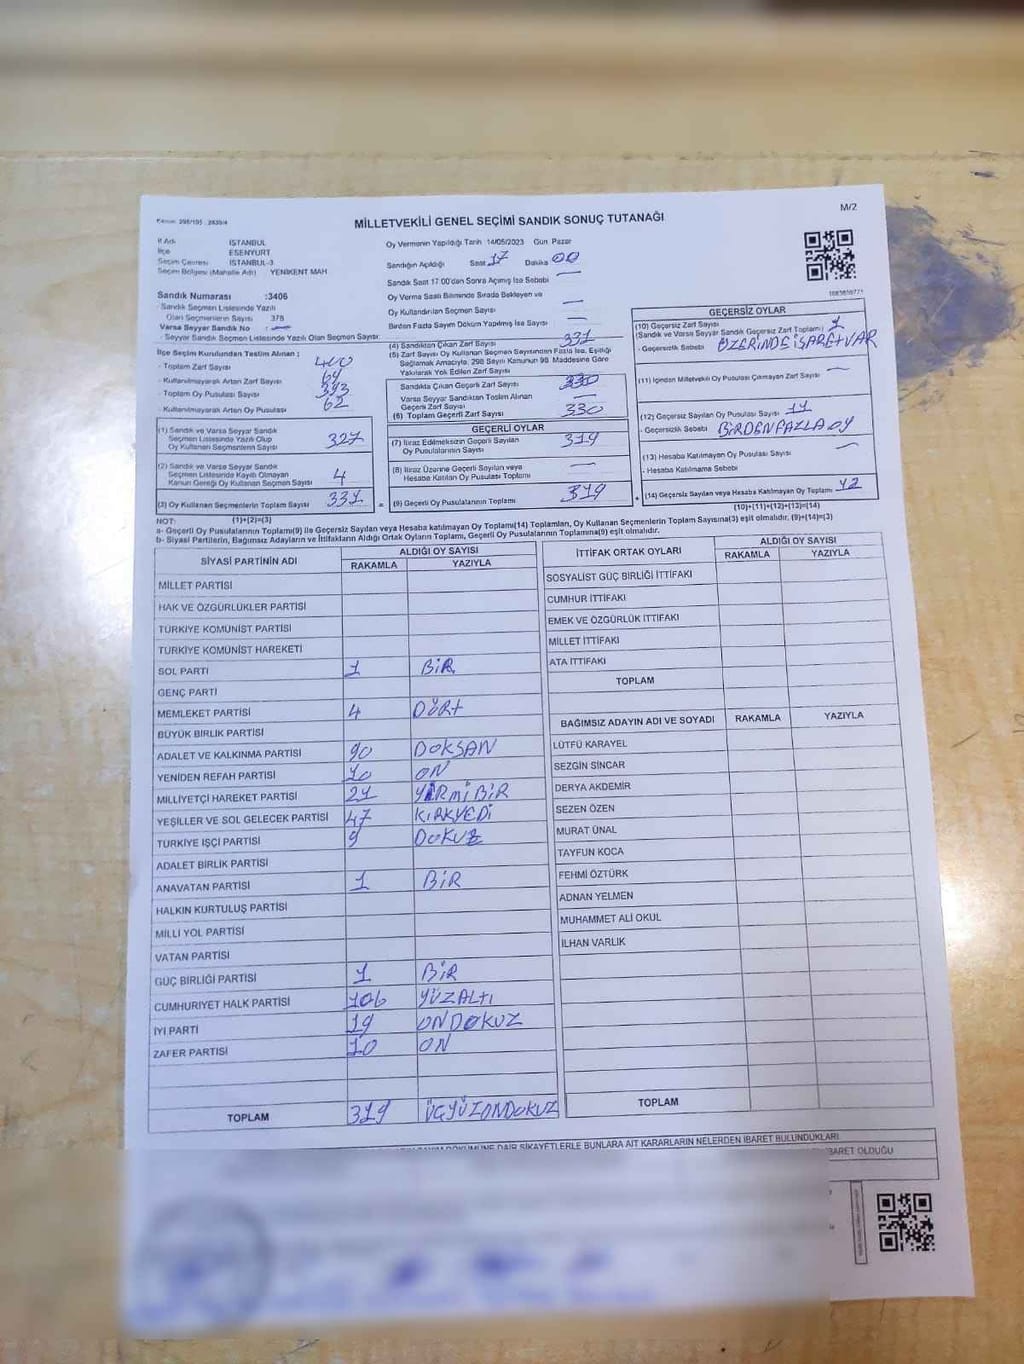 MİLLETVEKİLİ GENEL SEÇİMİ SANDIK SONUÇ TUTANAĞI
M/2
İl Adı İSTANBUL
İlçe ESENYURT
Seçim Çevresi İSTANBUL-3
Seçim Bölgesi (Mahalle Adı) YENİKENT MAH
Sandık Numarası :3406
- Sandık Seçmen Listesinde Yazılı
Olan Seçmenlerin Sayısı 378
Varsa Seyyar Sandık No : —
- Seyyar Sandık Seçmen Listesinde Yazılı Olan Seçmen Sayısı:
İlçe Seçim Kurulundan Teslim Alınan ;
- Toplam Zarf Sayısı 400
- Kullanılmayarak Artan Zarf Sayısı 69
- Toplam Oy Pusulası Sayısı 393
- Kullanılmayarak Artan Oy Pusulası 62
(1) Sandık ve Varsa Seyyar Sandık
Seçmen Listesinde Yazılı Olup
Oy Kullanan Seçmenlerin Sayısı 327
(2) Sandık ve Varsa Seyyar Sandık
Seçmen Listesinde Kayıtlı Olmayan
Kanun Gereği Oy Kullanan Seçmen Sayısı 4
(3) Oy Kullanan Seçmenlerin Toplam Sayısı 331
Oy Vermenin Yapıldığı Tarih 14/05/2023 Gün Pazar
Sandığın Açıldığı Saat 17 Dakika 00
Sandık Saat 17:00'den Sonra Açılmış İse Sebebi —
Oy Verme Saati Bitiminde Sırada Bekleyen ve
Oy Kullandırılan Seçmen Sayısı —
Birden Fazla Sayım Döküm Yapılmış İse Sayısı —
(4) Sandıktan Çıkan Zarf Sayısı 331
(5) Zarf Sayısı Oy Kullanan Seçmen Sayısından Fazla İse, Eşitliği
Sağlamak Amacıyla, 298 Sayılı Kanunun 98. Maddesine Göre
Yakılarak Yok Edilen Zarf Sayısı —
Sandıkta Çıkan Geçerli Zarf Sayısı 330
Varsa Seyyar Sandıktan Teslim Alınan
Geçerli Zarf Sayısı —
(6) Toplam Geçerli Zarf Sayısı 330
GEÇERLİ OYLAR
(7) İtiraz Edilmeksizin Geçerli Sayılan
Oy Pusulalarının Sayısı 319
(8) İtiraz Üzerine Geçerli Sayılan veya
Hesaba Katılan Oy Pusulası Toplamı —
= (9) Geçerli Oy Pusulalarının Toplamı 319
GEÇERSİZ OYLAR
(10) Geçersiz Zarf Sayısı
(Sandık ve Varsa Seyyar Sandık Geçersiz Zarf Toplamı) 1
- Geçersizlik Sebebi ÜZERİNDE İŞARET VAR
(11) İçinden Milletvekili Oy Pusulası Çıkmayan Zarf Sayısı —
(12) Geçersiz Sayılan Oy Pusulası Sayısı 11
- Geçersizlik Sebebi BİRDEN FAZLA OY
(13) Hesaba Katılmayan Oy Pusulası Sayısı —
- Hesaba Katılmama Sebebi
+ (14) Geçersiz Sayılan veya Hesaba Katılmayan Oy Toplamı 12
(10)+(11)+(12)+(13)=(14)
NOT: (1)+(2)=(3)
a- Geçerli Oy Pusulalarının Toplamı(9) ile Geçersiz Sayılan veya Hesaba katılmayan Oy Toplamı(14) Toplamları, Oy Kullanan Seçmenlerin Toplam Sayısına(3) eşit olmalıdır. (9)+(14)=(3)
b- Siyasi Partilerin, Bağımsız Adayların ve İttifakların Aldığı Ortak Oyların Toplamı, Geçerli Oy Pusulalarının Toplamına(9) eşit olmalıdır.
SİYASİ PARTİNİN ADI ALDIĞI OY SAYISI
RAKAMLA YAZIYLA
MİLLET PARTİSİ
HAK VE ÖZGÜRLÜKLER PARTİSİ
TÜRKİYE KOMÜNİST PARTİSİ
TÜRKİYE KOMÜNİST HAREKETİ
SOL PARTİ 1 BİR
GENÇ PARTİ
MEMLEKET PARTİSİ 4 DÖRT
BÜYÜK BİRLİK PARTİSİ
ADALET VE KALKINMA PARTİSİ 90 DOKSAN
YENİDEN REFAH PARTİSİ 10 ON
MİLLİYETÇİ HAREKET PARTİSİ 21 YİRMİ BİR
YEŞİLLER VE SOL GELECEK PARTİSİ 47 KIRKYEDİ
TÜRKİYE İŞÇİ PARTİSİ 9 DOKUZ
ADALET BİRLİK PARTİSİ
ANAVATAN PARTİSİ 1 BİR
HALKIN KURTULUŞ PARTİSİ
MİLLİ YOL PARTİSİ
VATAN PARTİSİ
GÜÇ BİRLİĞİ PARTİSİ 1 BİR
CUMHURİYET HALK PARTİSİ 106 YÜZALTI
İYİ PARTİ 19 ONDOKUZ
ZAFER PARTİSİ 10 ON
TOPLAM 319 ÜÇYÜZONDOKUZ
İTTİFAK ORTAK OYLARI ALDIĞI OY SAYISI
RAKAMLA YAZIYLA
SOSYALİST GÜÇ BİRLİĞİ İTTİFAKI
CUMHUR İTTİFAKI
EMEK VE ÖZGÜRLÜK İTTİFAKI
MİLLET İTTİFAKI
ATA İTTİFAKI
TOPLAM
BAĞIMSIZ ADAYIN ADI VE SOYADI RAKAMLA YAZIYLA
LÜTFÜ KARAYEL
SEZGİN SİNCAR
DERYA AKDEMİR
SEZEN ÖZEN
MURAT ÜNAL
TAYFUN KOCA
FEHMİ ÖZTÜRK
ADNAN YELMEN
MUHAMMET ALİ OKUL
İLHAN VARLIK
TOPLAM
DÖKÜMÜNE DAİR ŞİKAYETLERLE BUNLARA AİT KARARLARIN NELERDEN İBARET BULUNDUKLARI
İBARET OLDUĞU